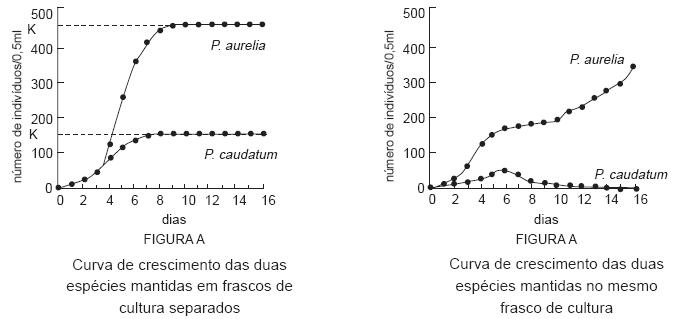 número de indivíduos/0,5ml
500
K
400
300
200
K
100
0
P. aurelia
P. caudatum
0 2 4 6 8 10 12 14 16
dias
FIGURA A
Curva de crescimento das duas
espécies mantidas em frascos de
cultura separados
número de indivíduos/0,5ml
500
400
300
200
100
0
P. aurelia
P. caudatum
0 2 4 6 8 10 12 14 16
dias
FIGURA A
Curva de crescimento das duas
espécies mantidas no mesmo
frasco de cultura